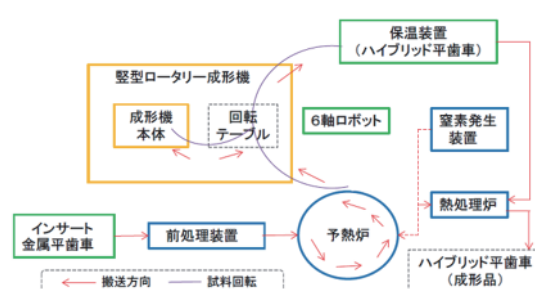 保温装置
（ハイブリッド平歯車）
竪型ロータリー成形機
成形機
本体
回転
テーブル
6軸ロボット
窒素発生
装置
熱処理炉
インサート
金属平歯車
前処理装置
予熱炉
ハイブリッド平歯車
（成形品）
搬送方向
試料回転